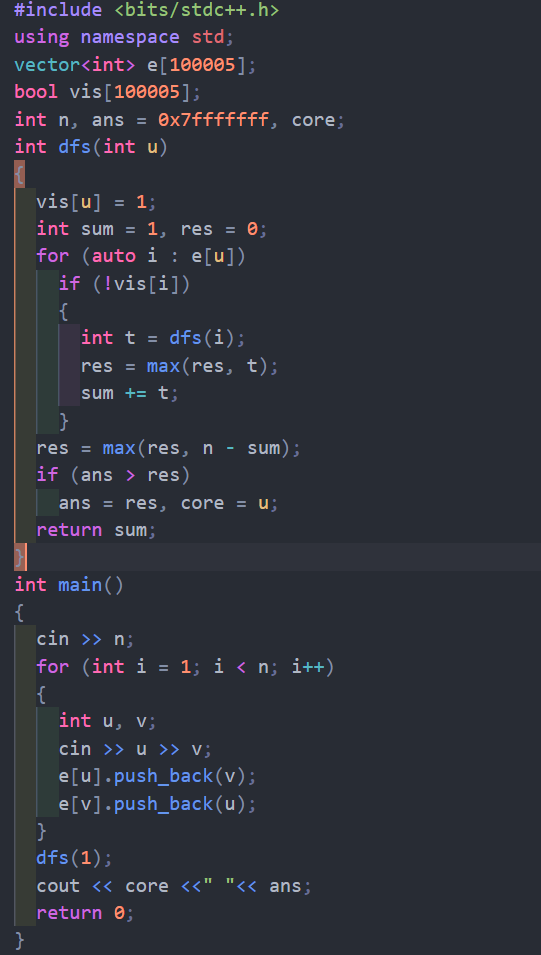 #include <bits/stdc++.h>
using namespace std;
vector<int> e[100005];
bool vis[100005];
int n, ans = 0x7fffffff, core;
int dfs(int u)
{
  vis[u] = 1;
  int sum = 1, res = 0;
  for (auto i : e[u])
    if (!vis[i])
    {
      int t = dfs(i);
      res = max(res, t);
      sum += t;
    }
  res = max(res, n - sum);
  if (ans > res)
    ans = res, core = u;
  return sum;
}
int main()
{
  cin >> n;
  for (int i = 1; i < n; i++)
  {
    int u, v;
    cin >> u >> v;
    e[u].push_back(v);
    e[v].push_back(u);
  }
  dfs(1);
  cout << core <<" "<< ans;
  return 0;
}